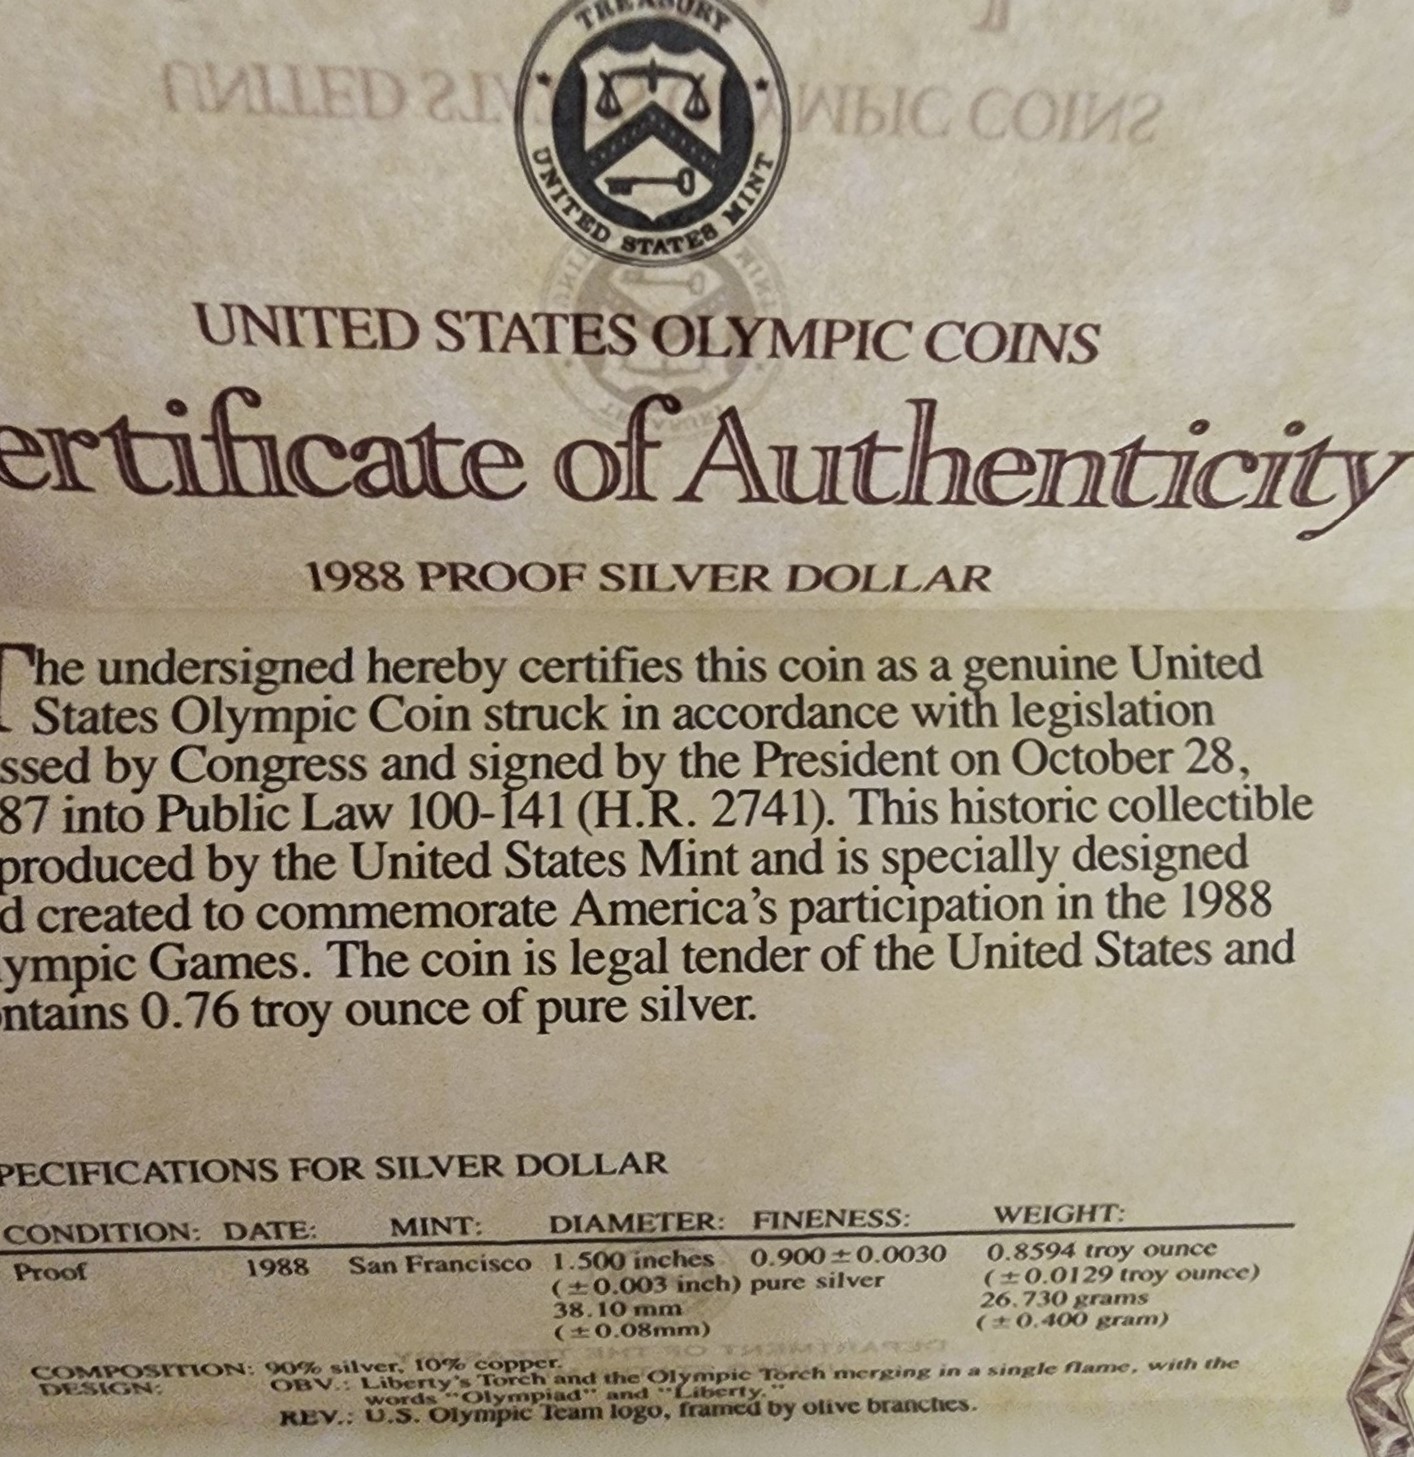 TREASURY
UNITED STATES MINT
UNITED STATES OLYMPIC COINS
ertificate of Authenticity
1988 PROOF SILVER DOLLAR
The undersigned hereby certifies this coin as a genuine United
States Olympic Coin struck in accordance with legislation
ssed by Congress and signed by the President on October 28,
87 into Public Law 100-141 (H.R. 2741). This historic collectible
produced by the United States Mint and is specially designed
d created to commemorate America's participation in the 1988
ympic Games. The coin is legal tender of the United States and
ntains 0.76 troy ounce of pure silver.
PECIFICATIONS FOR SILVER DOLLAR
CONDITION: DATE: MINT: DIAMETER: FINENESS: WEIGHT:
Proof 1988 San Francisco 1.500 inches 0.900±0.0030 0.8594 troy ounce
(±0.003 inch) pure silver (±0.0129 troy ounce)
38.10 mm 26.730 grams
(±0.08mm) (±0.400 gram)
COMPOSITION: 90% silver, 10% copper.
DESIGN: OBV.: Liberty's Torch and the Olympic Torch merging in a single flame, with the
words "Olympiad" and "Liberty."
REV.: U.S. Olympic Team logo, framed by olive branches.